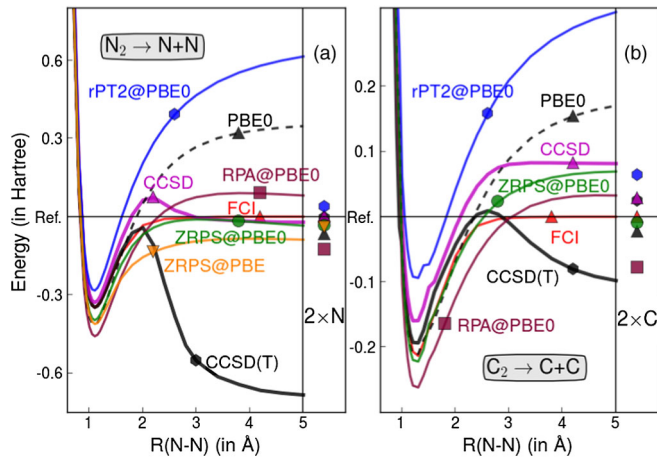 N₂ → N+N
(a)
rPT2@PBE0
PBE0
CCSD
RPA@PBE0
FCI
ZRPS@PBE0
ZRPS@PBE
CCSD(T)
2×N
0.6
0.3
Ref.
-0.3
-0.6
Energy (in Hartree)
1 2 3 4 5
R(N-N) (in Å)
(b)
rPT2@PBE0
PBE0
CCSD
ZRPS@PBE0
FCI
CCSD(T)
RPA@PBE0
2×C
C₂ → C+C
0.2
0.1
Ref.
-0.1
-0.2
1 2 3 4 5
R(N-N) (in Å)